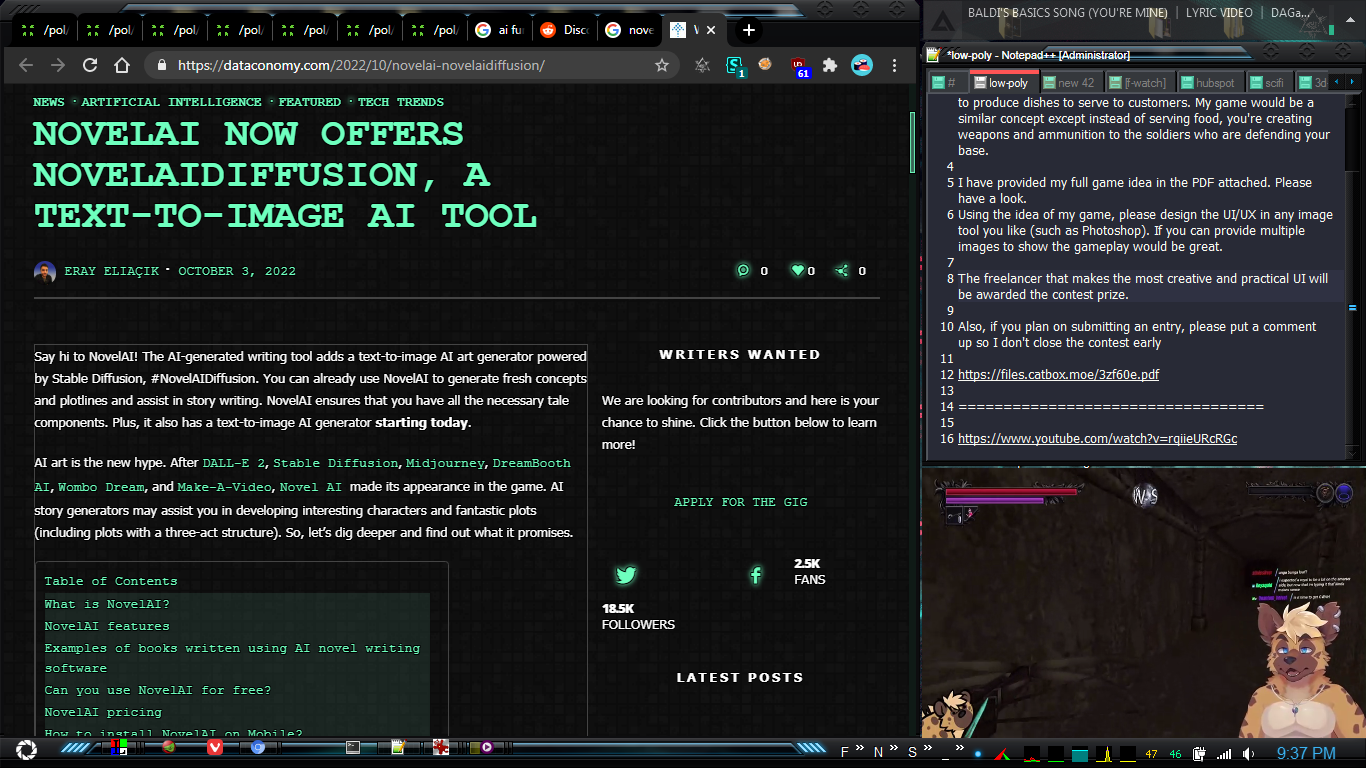 /pol/
/pol/
/pol/
/pol/
/pol/
/pol/
/pol/
ai fu
Disc
nove
https://dataconomy.com/2022/10/novelai-novelaidiffusion/
1
61
NEWS · ARTIFICIAL INTELLIGENCE · FEATURED · TECH TRENDS
NOVELAI NOW OFFERS
NOVELAIDIFFUSION, A
TEXT-TO-IMAGE AI TOOL
ERAY ELIAÇIK · OCTOBER 3, 2022
0 0 0
Say hi to NovelAI! The AI-generated writing tool adds a text-to-image AI art generator powered
by Stable Diffusion, #NovelAIDiffusion. You can already use NovelAI to generate fresh concepts
and plotlines and assist in story writing. NovelAI ensures that you have all the necessary tale
components. Plus, it also has a text-to-image AI generator starting today.
AI art is the new hype. After DALL-E 2, Stable Diffusion, Midjourney, DreamBooth
AI, Wombo Dream, and Make-A-Video, Novel AI made its appearance in the game. AI
story generators may assist you in developing interesting characters and fantastic plots
(including plots with a three-act structure). So, let's dig deeper and find out what it promises.
Table of Contents
What is NovelAI?
NovelAI features
Examples of books written using AI novel writing
software
Can you use NovelAI for free?
NovelAI pricing
How to install NovelAI on Mobile?
WRITERS WANTED
We are looking for contributors and here is your
chance to shine. Click the button below to learn
more!
APPLY FOR THE GIG
2.5K
FANS
18.5K
FOLLOWERS
LATEST POSTS
BALDI'S BASICS SONG (YOU'RE MINE) | LYRIC VIDEO | DAGa...
*low-poly - Notepad++ [Administrator]
#
low-poly
new 42
[f-watch]
hubspot
scifi
3d
to produce dishes to serve to customers. My game would be a
similar concept except instead of serving food, you're creating
weapons and ammunition to the soldiers who are defending your
base.
4
5 I have provided my full game idea in the PDF attached. Please
have a look.
6 Using the idea of my game, please design the UI/UX in any image
tool you like (such as Photoshop). If you can provide multiple
images to show the gameplay would be great.
7
8 The freelancer that makes the most creative and practical UI will
be awarded the contest prize.
9
10 Also, if you plan on submitting an entry, please put a comment
up so I don't close the contest early
11
12 https://files.catbox.moe/3zf60e.pdf
13
14 ==================================
15
16 https://www.youtube.com/watch?v=rqiieURcRGc
F » N » S » _ »
47 46
9:37 PM